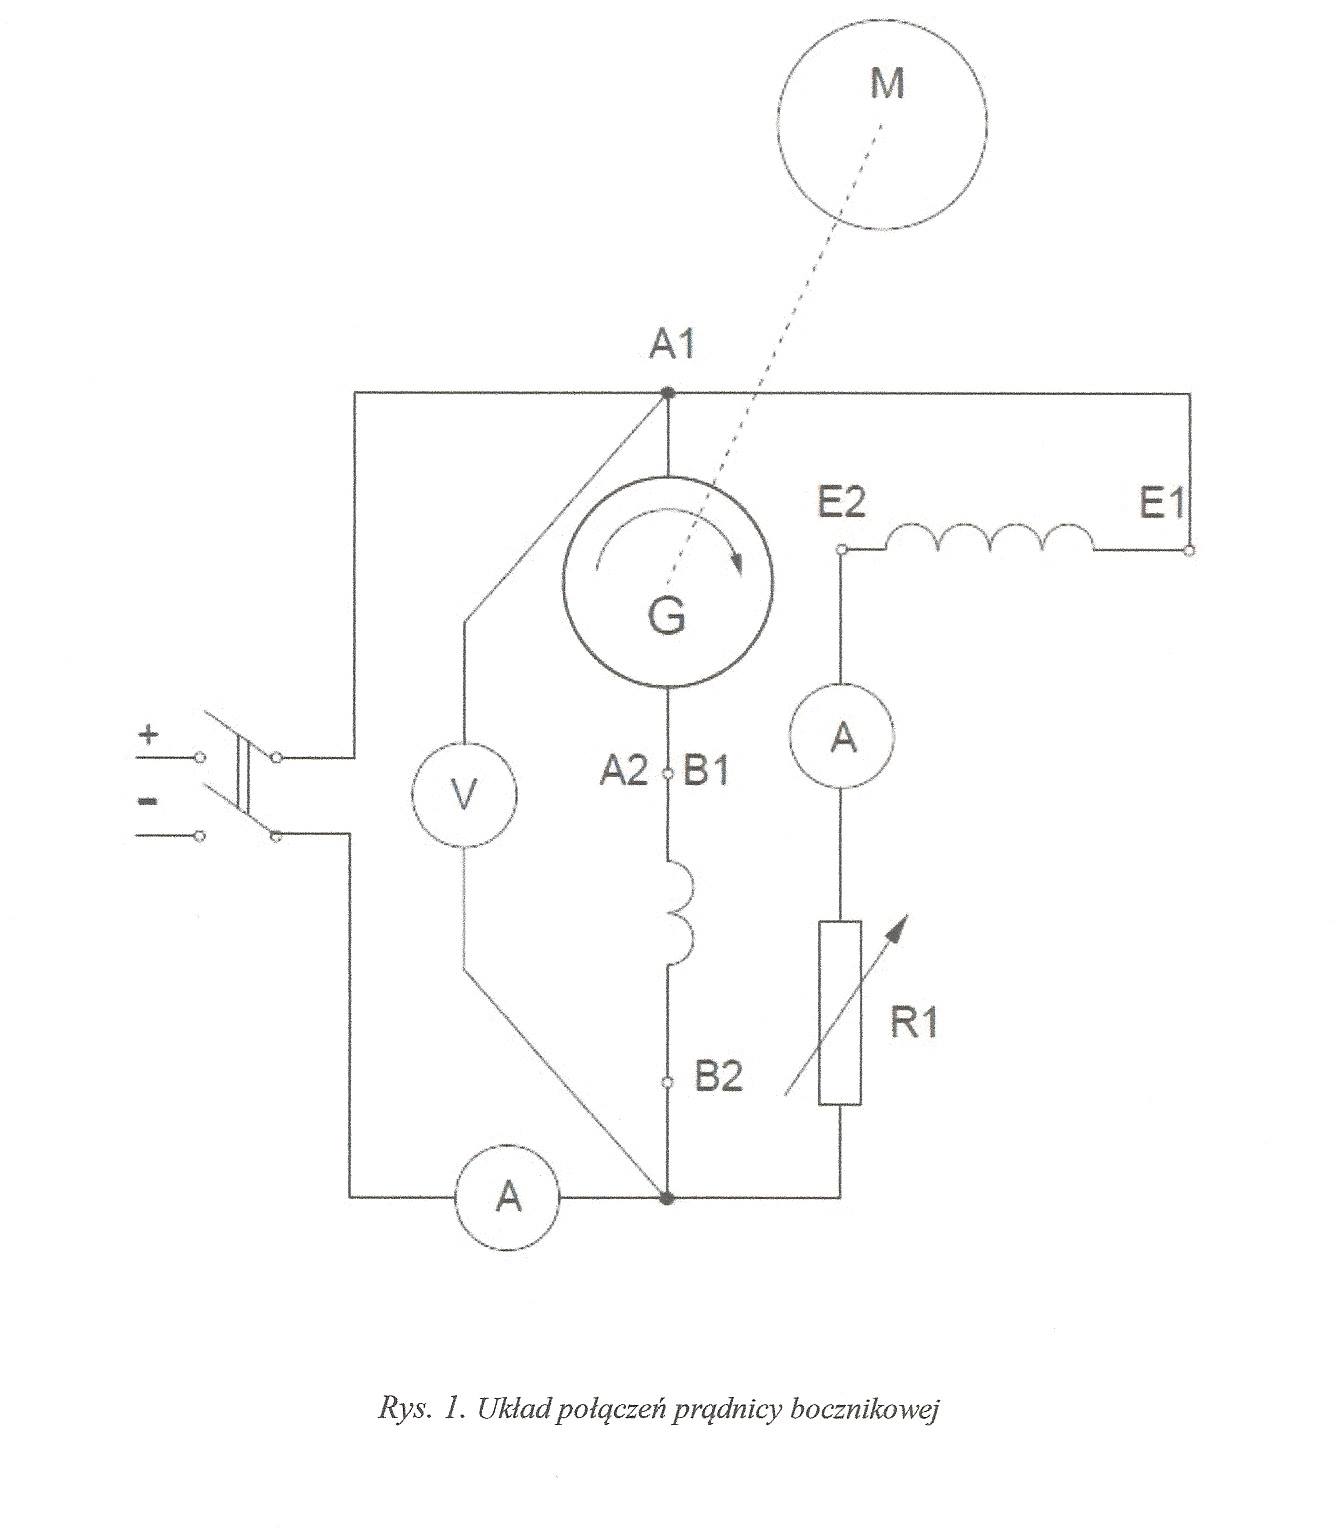 M
A1
E2
E1
G
+
A2
B1
A
V
-
R1
B2
A
Rys. 1. Układ połączeń prądnicy bocznikowej